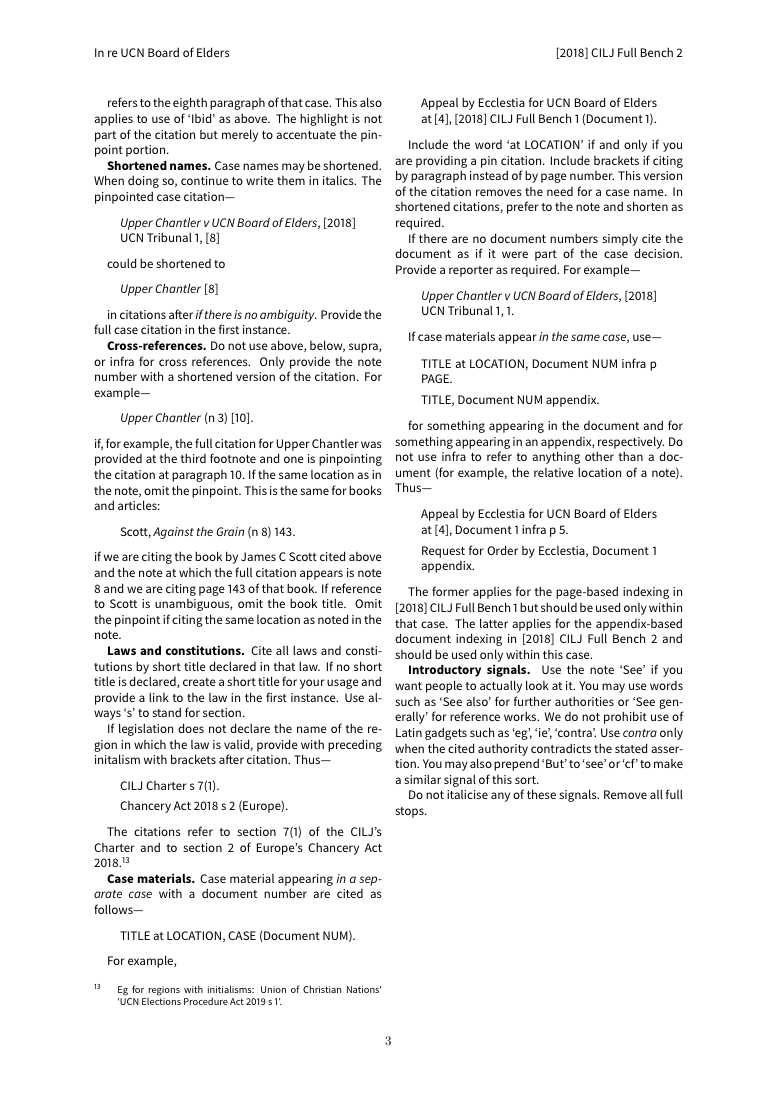 In re UCN Board of Elders
[2018] CILJ Full Bench 2
refers to the eighth paragraph of that case. This also
applies to use of ‘Ibid’ as above. The highlight is not
part of the citation but merely to accentuate the pin-
point portion.
Shortened names. Case names may be shortened.
When doing so, continue to write them in italics. The
pinpointed case citation—
Upper Chantler v UCN Board of Elders, [2018]
UCN Tribunal 1, [8]
could be shortened to
Upper Chantler [8]
in citations after if there is no ambiguity. Provide the
full case citation in the first instance.
Cross-references. Do not use above, below, supra,
or infra for cross references. Only provide the note
number with a shortened version of the citation. For
example—
Upper Chantler (n 3) [10].
if, for example, the full citation for Upper Chantler was
provided at the third footnote and one is pinpointing
the citation at paragraph 10. If the same location as in
the note, omit the pinpoint. This is the same for books
and articles:
Scott, Against the Grain (n 8) 143.
if we are citing the book by James C Scott cited above
and the note at which the full citation appears is note
8 and we are citing page 143 of that book. If reference
to Scott is unambiguous, omit the book title. Omit
the pinpoint if citing the same location as noted in the
note.
Laws and constitutions. Cite all laws and consti-
tutions by short title declared in that law. If no short
title is declared, create a short title for your usage and
provide a link to the law in the first instance. Use al-
ways ‘s’ to stand for section.
If legislation does not declare the name of the re-
gion in which the law is valid, provide with preceding
initalism with brackets after citation. Thus—
CILJ Charter s 7(1).
Chancery Act 2018 s 2 (Europe).
The citations refer to section 7(1) of the CILJ’s
Charter and to section 2 of Europe’s Chancery Act
2018.13
Case materials. Case material appearing in a sep-
arate case with a document number are cited as
follows—
TITLE at LOCATION, CASE (Document NUM).
For example,
13 Eg for regions with initialisms: Union of Christian Nations’
‘UCN Elections Procedure Act 2019 s 1’.
Appeal by Ecclestia for UCN Board of Elders
at [4], [2018] CILJ Full Bench 1 (Document 1).
Include the word ‘at LOCATION’ if and only if you
are providing a pin citation. Include brackets if citing
by paragraph instead of by page number. This version
of the citation removes the need for a case name. In
shortened citations, prefer to the note and shorten as
required.
If there are no document numbers simply cite the
document as if it were part of the case decision.
Provide a reporter as required. For example—
Upper Chantler v UCN Board of Elders, [2018]
UCN Tribunal 1, 1.
If case materials appear in the same case, use—
TITLE at LOCATION, Document NUM infra p
PAGE.
TITLE, Document NUM appendix.
for something appearing in the document and for
something appearing in an appendix, respectively. Do
not use infra to refer to anything other than a doc-
ument (for example, the relative location of a note).
Thus—
Appeal by Ecclestia for UCN Board of Elders
at [4], Document 1 infra p 5.
Request for Order by Ecclestia, Document 1
appendix.
The former applies for the page-based indexing in
[2018] CILJ Full Bench 1 but should be used only within
that case. The latter applies for the appendix-based
document indexing in [2018] CILJ Full Bench 2 and
should be used only within this case.
Introductory signals. Use the note ‘See’ if you
want people to actually look at it. You may use words
such as ‘See also’ for further authorities or ‘See gen-
erally’ for reference works. We do not prohibit use of
Latin gadgets such as ‘eg’, ‘ie’, ‘contra’. Use contra only
when the cited authority contradicts the stated asser-
tion. You may also prepend ‘But’ to ‘see’ or ‘cf’ to make
a similar signal of this sort.
Do not italicise any of these signals. Remove all full
stops.
3